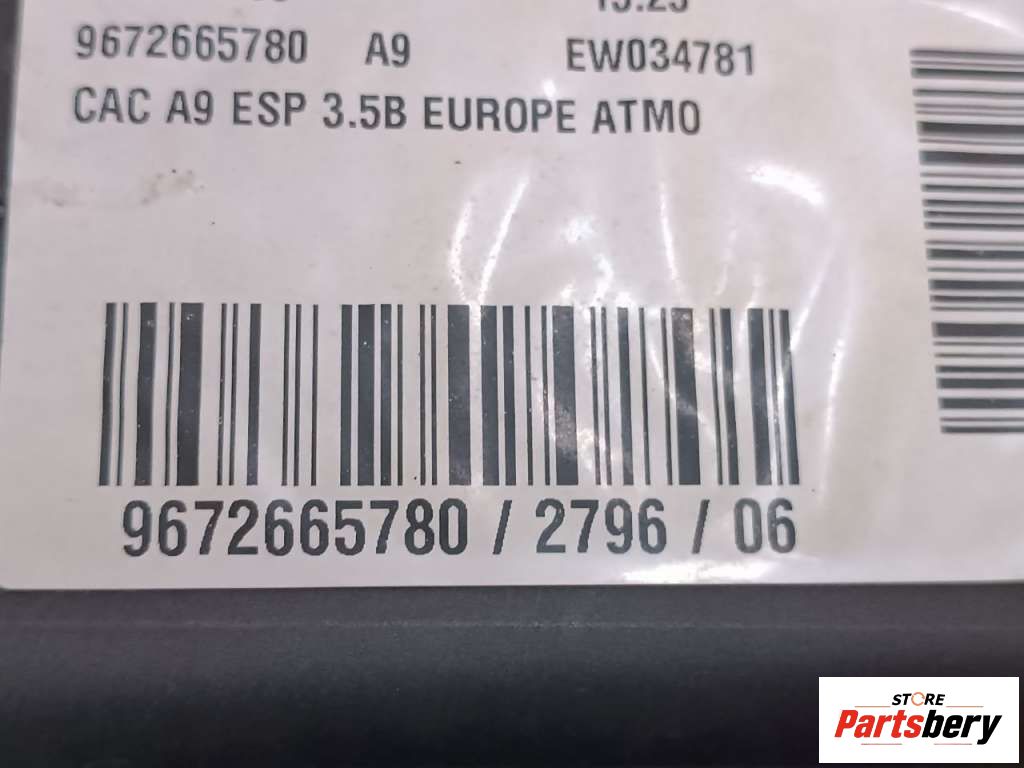 9672665780 A9 EW034781
CAC A9 ESP 3.5B EUROPE ATMO
9672665780 / 2796 / 06
STORE
Partsbery